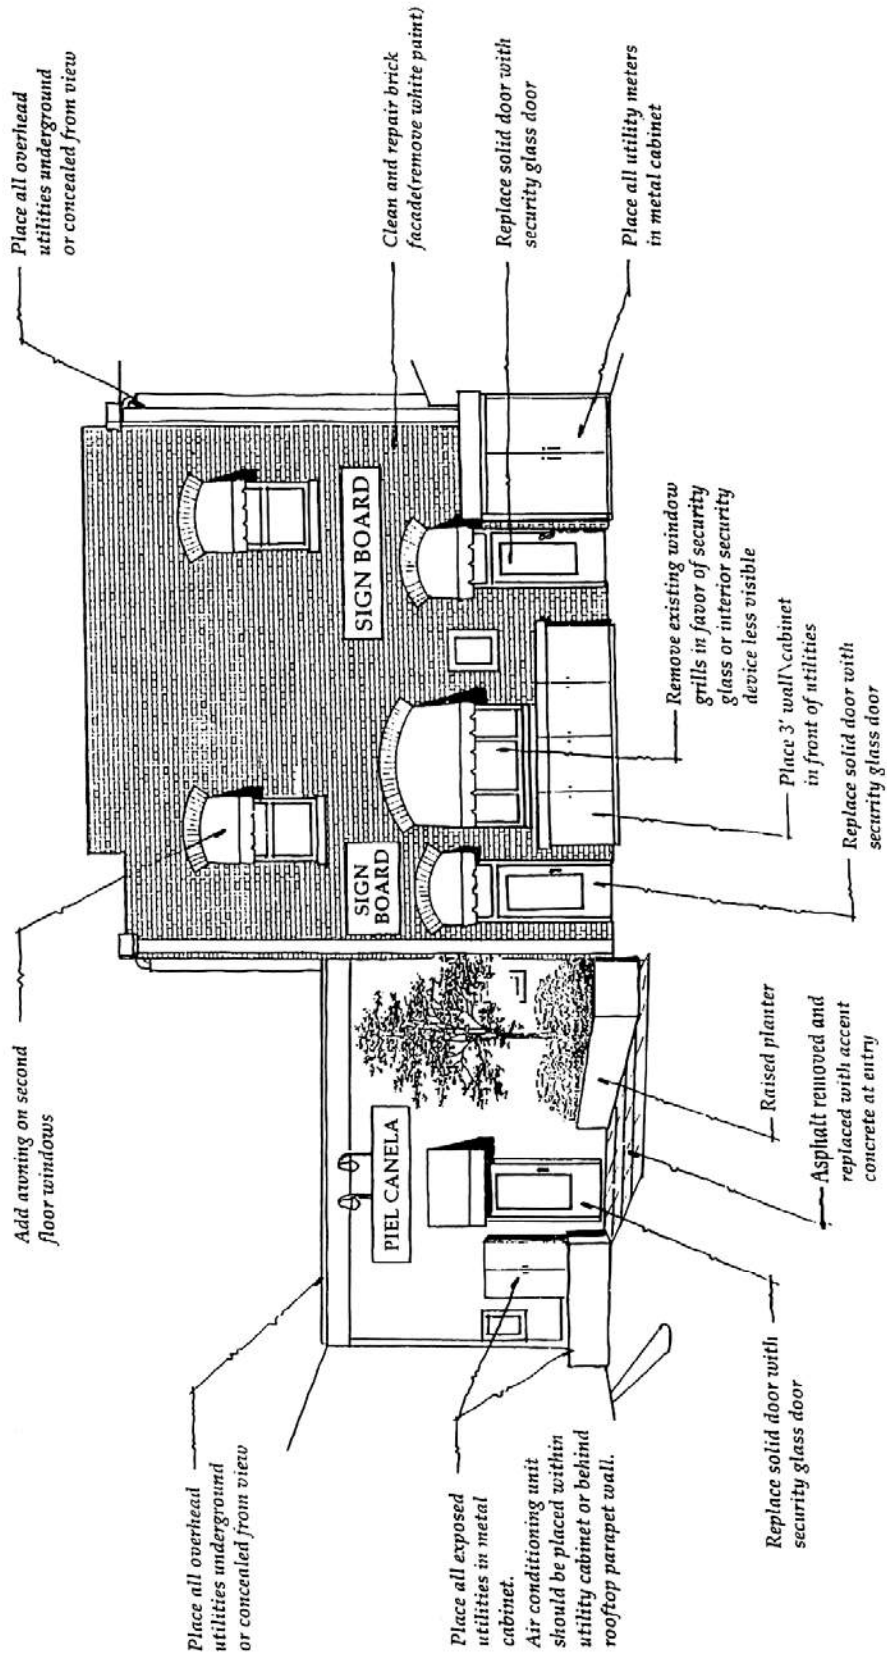 Add awning on second
floor windows
Place all overhead
utilities underground
or concealed from view
Place all overhead
utilities underground
or concealed from view
Clean and repair brick
facade(remove white paint)
Replace solid door with
security glass door
Place all utility meters
in metal cabinet
SIGN
BOARD
SIGN BOARD
PIEL CANELA
Place all exposed
utilities in metal
cabinet.
Air conditioning unit
should be placed within
utility cabinet or behind
rooftop parapet wall.
Remove existing window
grills in favor of security
glass or interior security
device less visible
Place 3' wall\cabinet
in front of utilities
Replace solid door with
security glass door
Raised planter
Asphalt removed and
replaced with accent
concrete at entry
Replace solid door with
security glass door